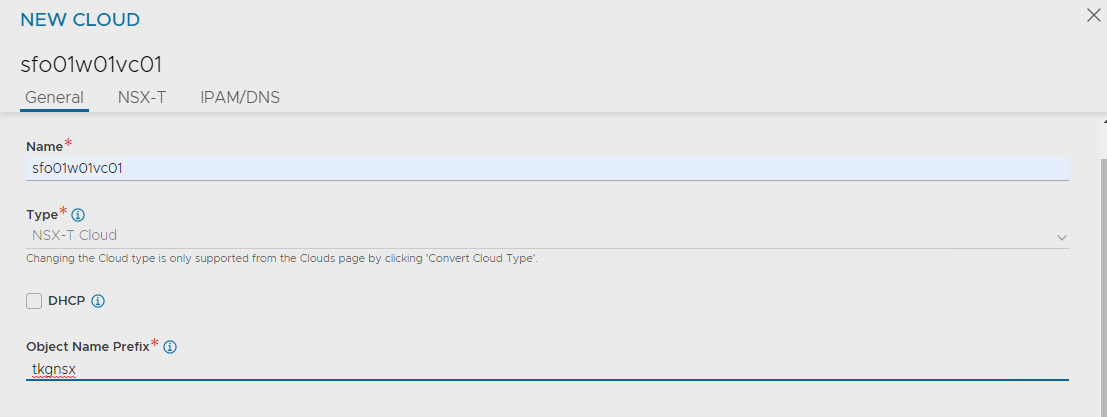 NEW CLOUD
sfo01w01vc01
General NSX-T IPAM/DNS
Name*
sfo01w01vc01
Type*
NSX-T Cloud
Changing the Cloud type is only supported from the Clouds page by clicking 'Convert Cloud Type'.
DHCP
Object Name Prefix*
tkgnsx